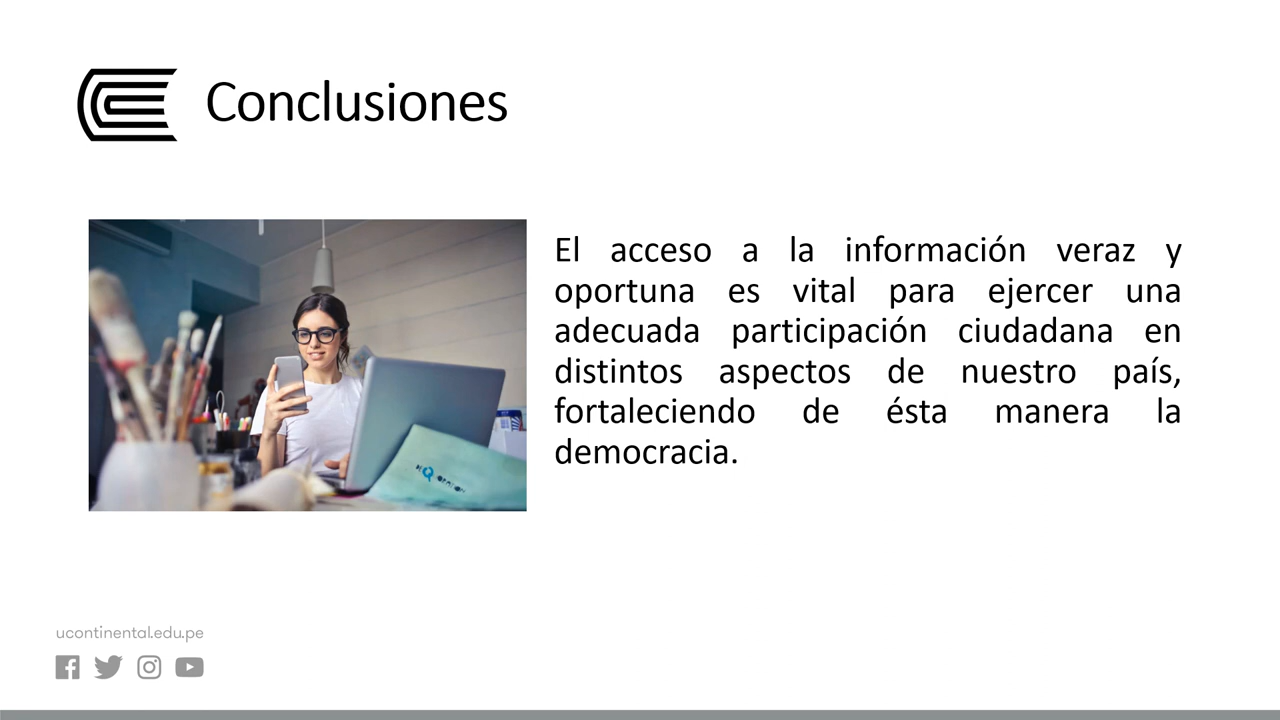 Conclusiones
El acceso a la información veraz y
oportuna es vital para ejercer una
adecuada participación ciudadana en
distintos aspectos de nuestro país,
fortaleciendo de ésta manera la
democracia.
ucontinental.edu.pe